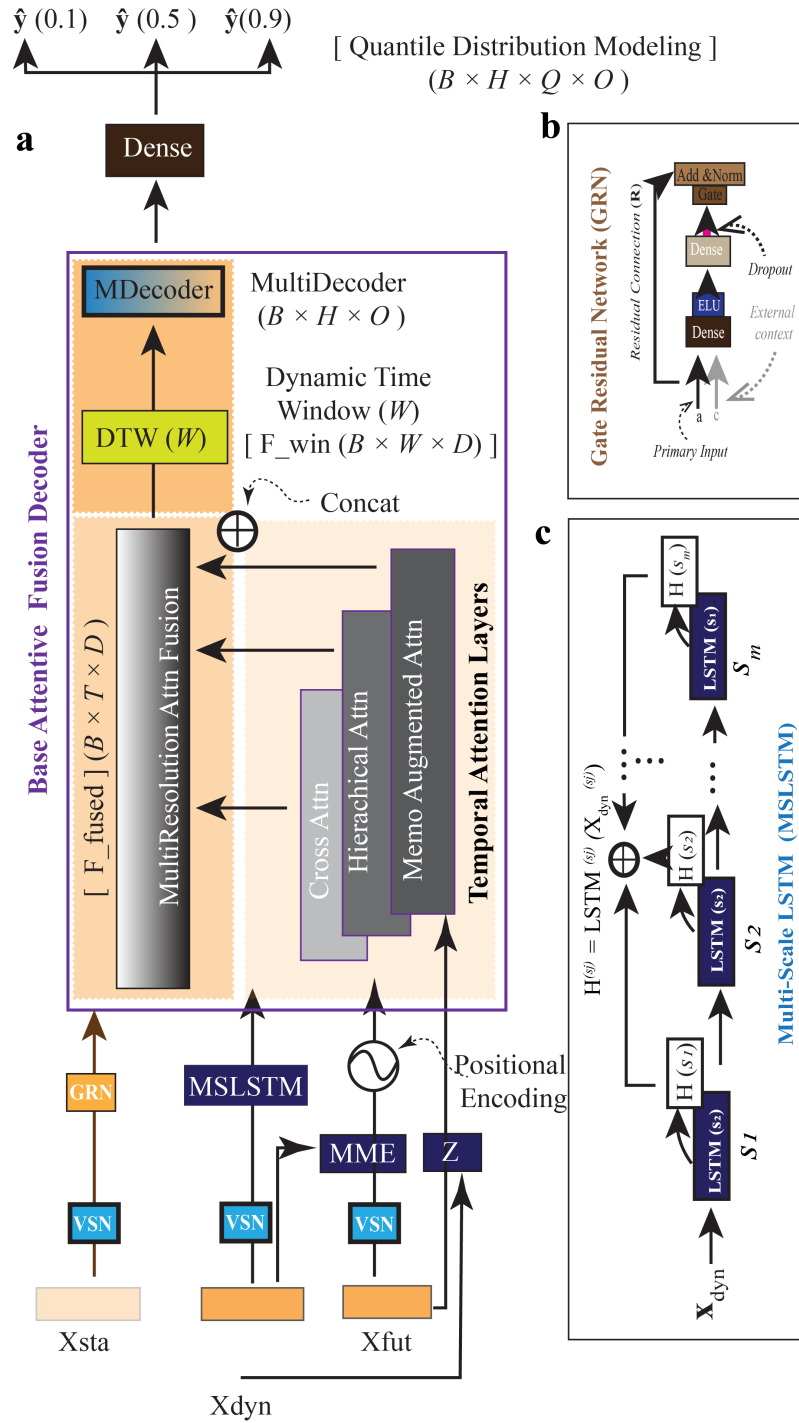 ŷ (0.1) ŷ (0.5 ) ŷ(0.9)
[ Quantile Distribution Modeling ]
(B × H × Q × O )
a
Dense
Base Attentive Fusion Decoder
MDecoder
MultiDecoder
(B × H × O )
Dynamic Time
Window (W)
[ F_win (B × W × D) ]
DTW (W)
Concat
[ F_fused ] (B × T × D )
MultiResolution Attn Fusion
Cross Attn
Hierachical Attn
Memo Augmented Attn
Temporal Attention Layers
GRN
MSLSTM
Positional
Encoding
MME
Z
VSN
VSN
VSN
Xsta
Xfut
Xdyn
b
Gate Residual Network (GRN)
Residual Connection (R)
Add &Norm
Gate
Dense
Dropout
ELU
Dense
External
context
a
c
Primary Input
c
H (sm)
LSTM (s1)
Sm
H(sj) = LSTM (sj) (Xdyn (sj))
H (s2)
LSTM (s2)
S2
H (s1)
LSTM (s2)
S1
Multi-Scale LSTM (MSLSTM)
Xdyn